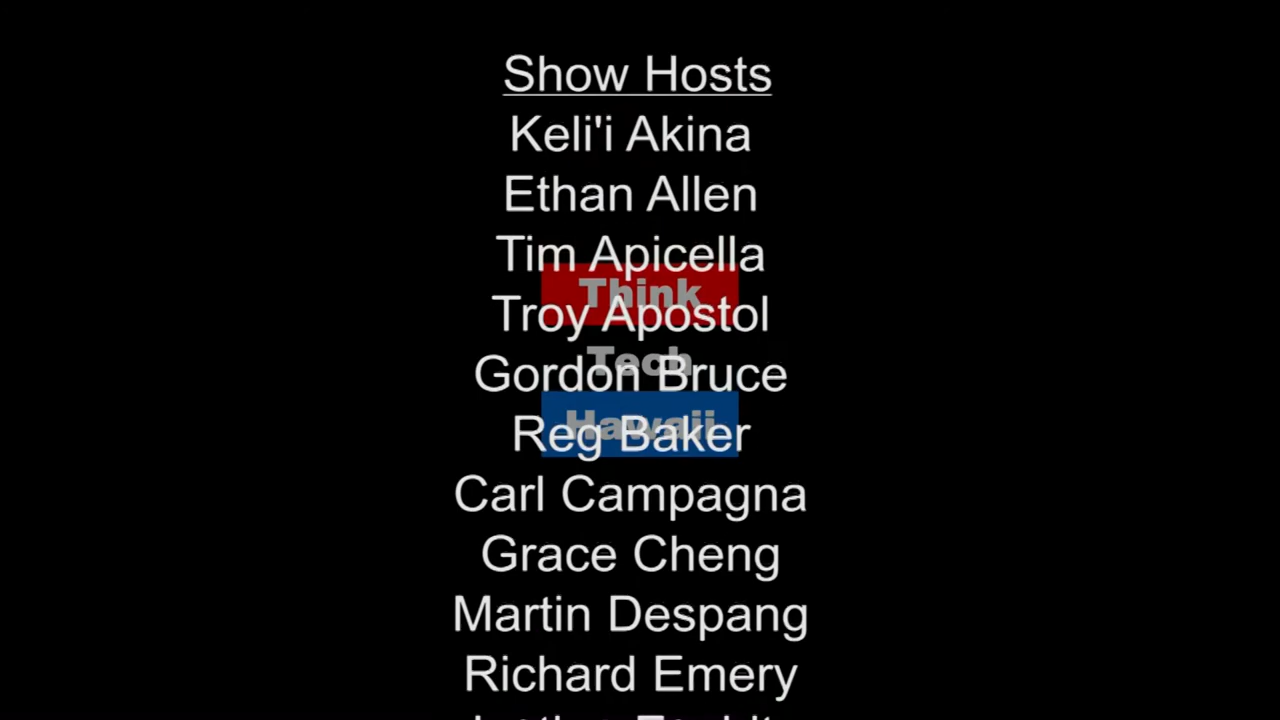 Show Hosts
Keli'i Akina
Ethan Allen
Tim Apicella
Think
Troy Apostol
Tech
Gordon Bruce
Hawaii
Reg Baker
Carl Campagna
Grace Cheng
Martin Despang
Richard Emery